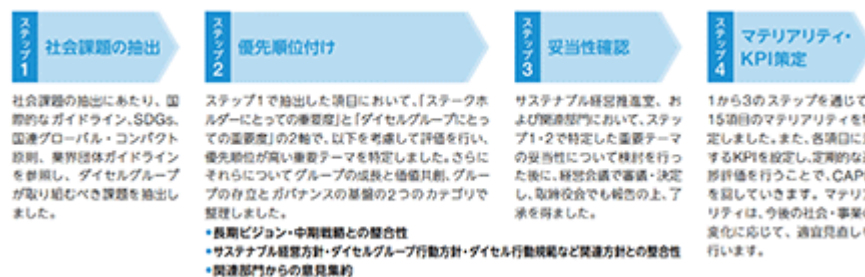 ステップ1
社会課題の抽出
社会課題の抽出にあたり、国
際的なガイドライン、SDGs、
国連グローバル・コンパクト
原則、業界団体ガイドライン
を参照し、ダイセルグループ
が取り組むべき課題を抽出し
ました。
ステップ2
優先順位付け
ステップ1で抽出した項目において、「ステークホ
ルダーにとっての重要度」と「ダイセルグループにとっ
ての重要度」の2軸で、以下を考慮して評価を行い、
優先順位が高い重要テーマを特定しました。さらに
それらについてグループの成長と価値共創、グルー
プの存立とガバナンスの基盤の2つのカテゴリで
整理しました。
•長期ビジョン・中期戦略との整合性
•サステナブル経営方針・ダイセルグループ行動方針・ダイセル行動規範など関連方針との整合性
•関連部門からの意見集約
ステップ3
妥当性確認
サステナブル経営推進室、お
よび関連部門において、ステッ
プ1・2で特定した重要テーマ
の妥当性について検討を行っ
た後に、経営会議で審議・決定
し、取締役会でも報告の上、了
承を得ました。
ステップ4
マテリアリティ・
KPI策定
1から3のステップを通じて
15項目のマテリアリティを
定しました。また、各項目に
するKPIを設定し、定期的な
評価を行うことで、CAP
を回していきます。マテリ
リティは、今後の社会・事業
変化に応じて、適宜見直し
行います。